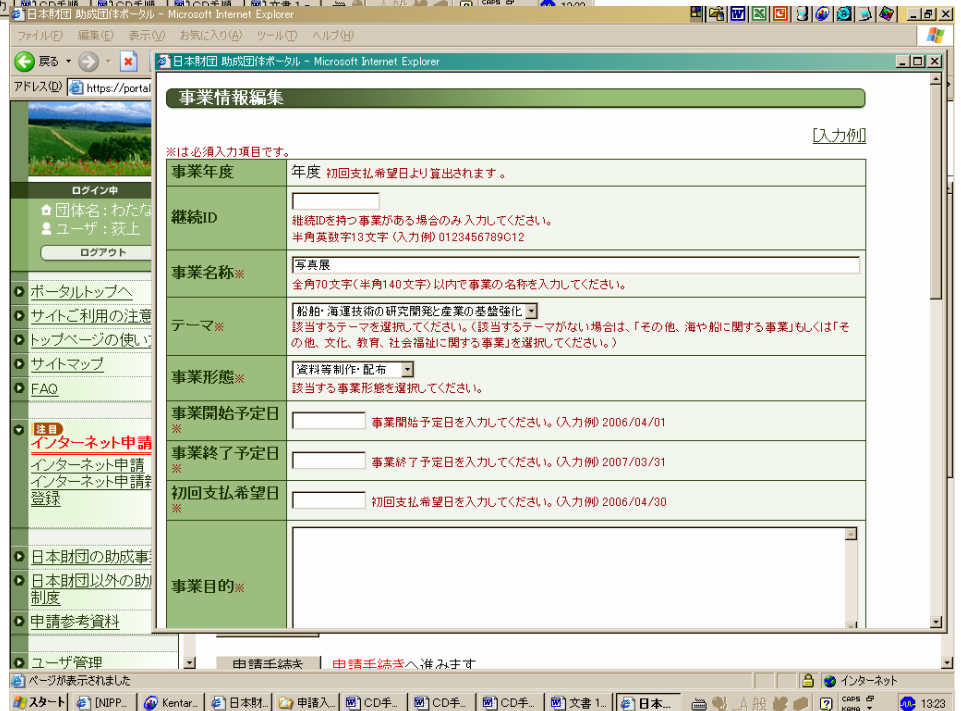 日本財団 助成団体ポータル - Microsoft Internet Explorer
ファイル(F) 編集(E) 表示(V) お気に入り(A) ツール(T) ヘルプ(H)
戻る
アドレス(D) https://portal
日本財団 助成団体ポータル - Microsoft Internet Explorer
事業情報編集
[入力例]
※は必須入力項目です。
事業年度 年度 初回支払希望日より算出されます。
継続ID
継続IDを持つ事業がある場合のみ入力してください。
半角英数字13文字 (入力例) 0123456789C12
事業名称※ 写真展
全角70文字(半角140文字)以内で事業の名称を入力してください。
テーマ※ 船舶・海運技術の研究開発と産業の基盤強化
該当するテーマを選択してください。(該当するテーマがない場合は、「その他、海や船に関する事業」もしくは「そ
の他、文化、教育、社会福祉に関する事業」を選択してください。)
事業形態※ 資料等制作・配布
該当する事業形態を選択してください。
事業開始予定日
※
事業開始予定日を入力してください。(入力例) 2006/04/01
事業終了予定日
※
事業終了予定日を入力してください。(入力例) 2007/03/31
初回支払希望日
※
初回支払希望日を入力してください。(入力例) 2006/04/30
事業目的※
ログイン中
団体名:わたな
ユーザ:荻上
ログアウト
ポータルトップへ
サイトご利用の注意
トップページの使い
サイトマップ
FAQ
注目
インターネット申請
インターネット申請
インターネット申請
登録
日本財団の助成事
日本財団以外の助
制度
申請参考資料
ユーザ管理
申請手続き 申請手続きへ進みます
ページが表示されました
インターネット
スタート [NIPP... Kentar... 日本財... 申請入... CD手... CD手... CD手... 文書 1... 日本... A 般 CAPS KANA 13:23